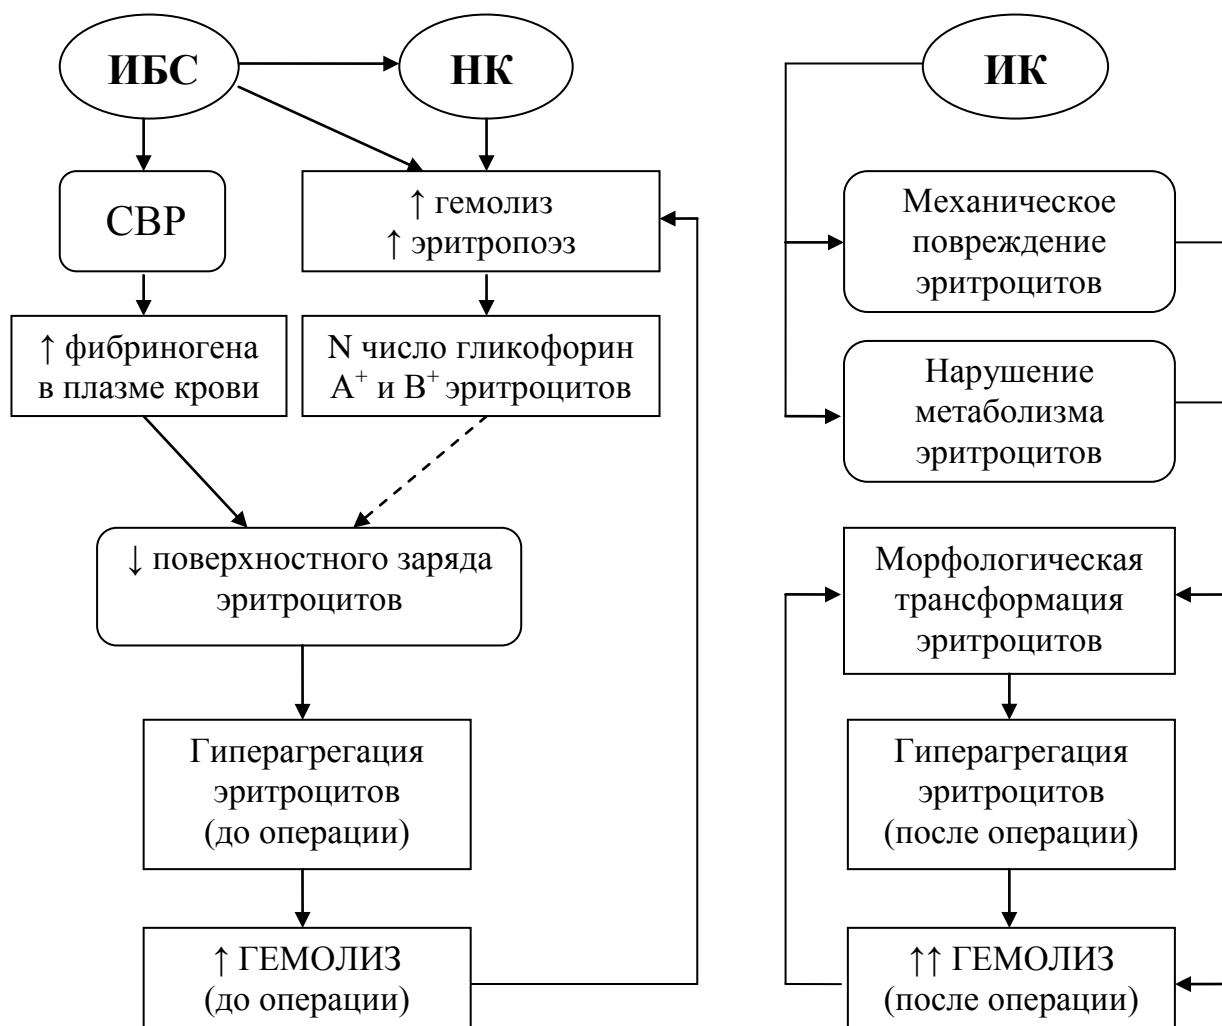 ИБС
НК
ИК
СВР
↑ гемолиз
↑ эритропоэз
↑ фибриногена
в плазме крови
N число гликофорин
A⁺ и B⁺ эритроцитов
↓ поверхностного заряда
эритроцитов
Гиперагрегация
эритроцитов
(до операции)
↑ ГЕМОЛИЗ
(до операции)
Механическое
повреждение
эритроцитов
Нарушение
метаболизма
эритроцитов
Морфологическая
трансформация
эритроцитов
Гиперагрегация
эритроцитов
(после операции)
↑↑ ГЕМОЛИЗ
(после операции)